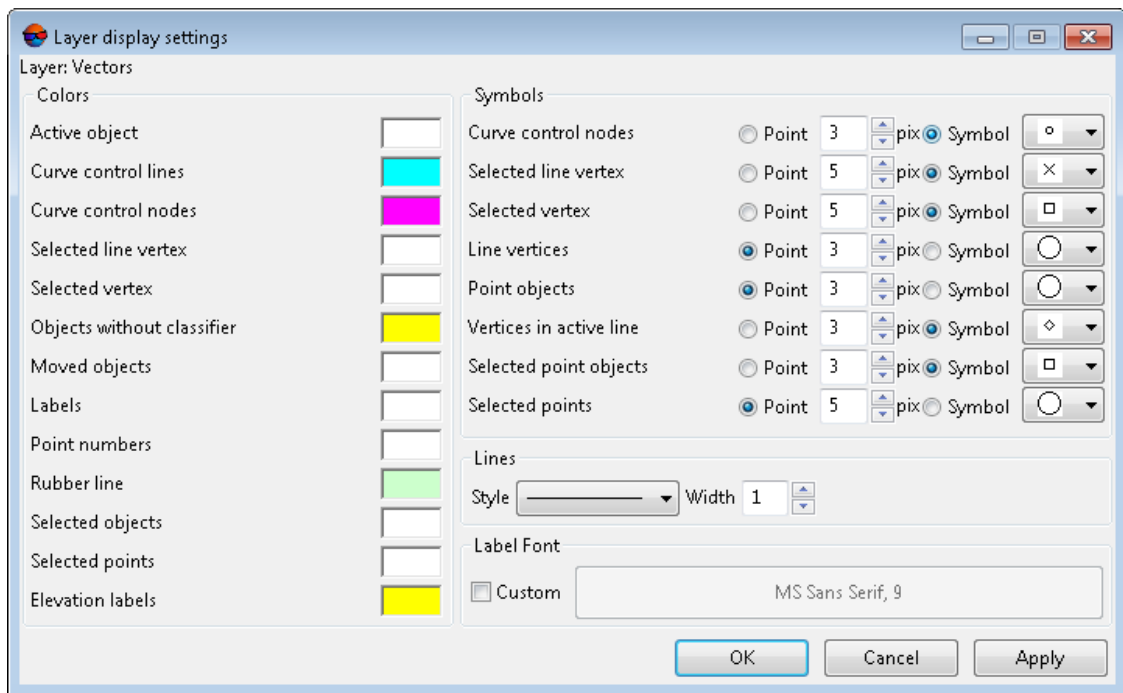 Layer display settings
Layer: Vectors
Colors
Active object
Curve control lines
Curve control nodes
Selected line vertex
Selected vertex
Objects without classifier
Moved objects
Labels
Point numbers
Rubber line
Selected objects
Selected points
Elevation labels
Symbols
Curve control nodes Point 3 pix Symbol
Selected line vertex Point 5 pix Symbol
Selected vertex Point 5 pix Symbol
Line vertices Point 3 pix Symbol
Point objects Point 3 pix Symbol
Vertices in active line Point 3 pix Symbol
Selected point objects Point 3 pix Symbol
Selected points Point 5 pix Symbol
Lines
Style Width 1
Label Font
Custom MS Sans Serif, 9
OK Cancel Apply